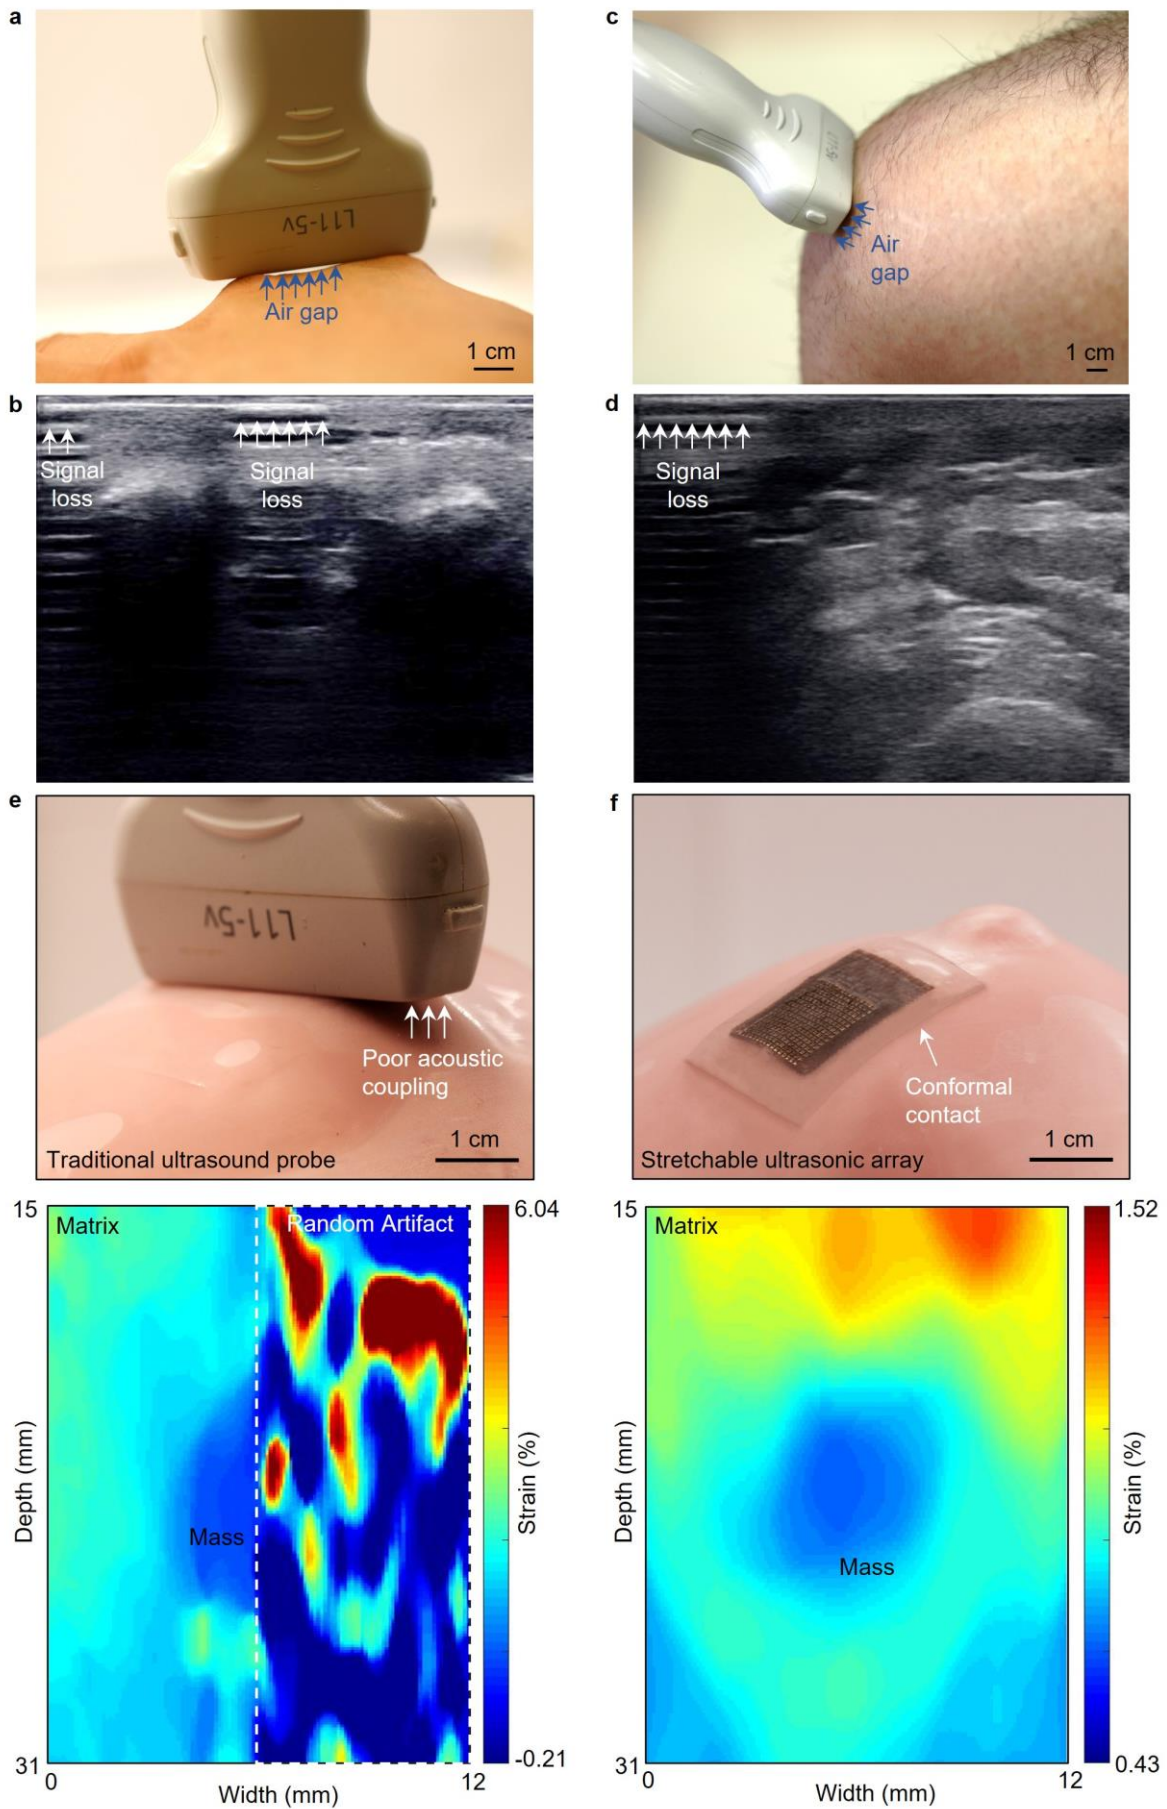 a
L11-5v
Air gap
1 cm
c
L11-5v
Air
gap
1 cm
b
Signal
loss
Signal
loss
d
Signal
loss
e
L11-5v
Poor acoustic
coupling
1 cm
Traditional ultrasound probe
f
Conformal
contact
1 cm
Stretchable ultrasonic array
15
Matrix
Random Artifact
6.04
Mass
Depth (mm)
Strain (%)
31
-0.21
0
12
Width (mm)
15
Matrix
1.52
Mass
Depth (mm)
Strain (%)
31
0.43
0
12
Width (mm)